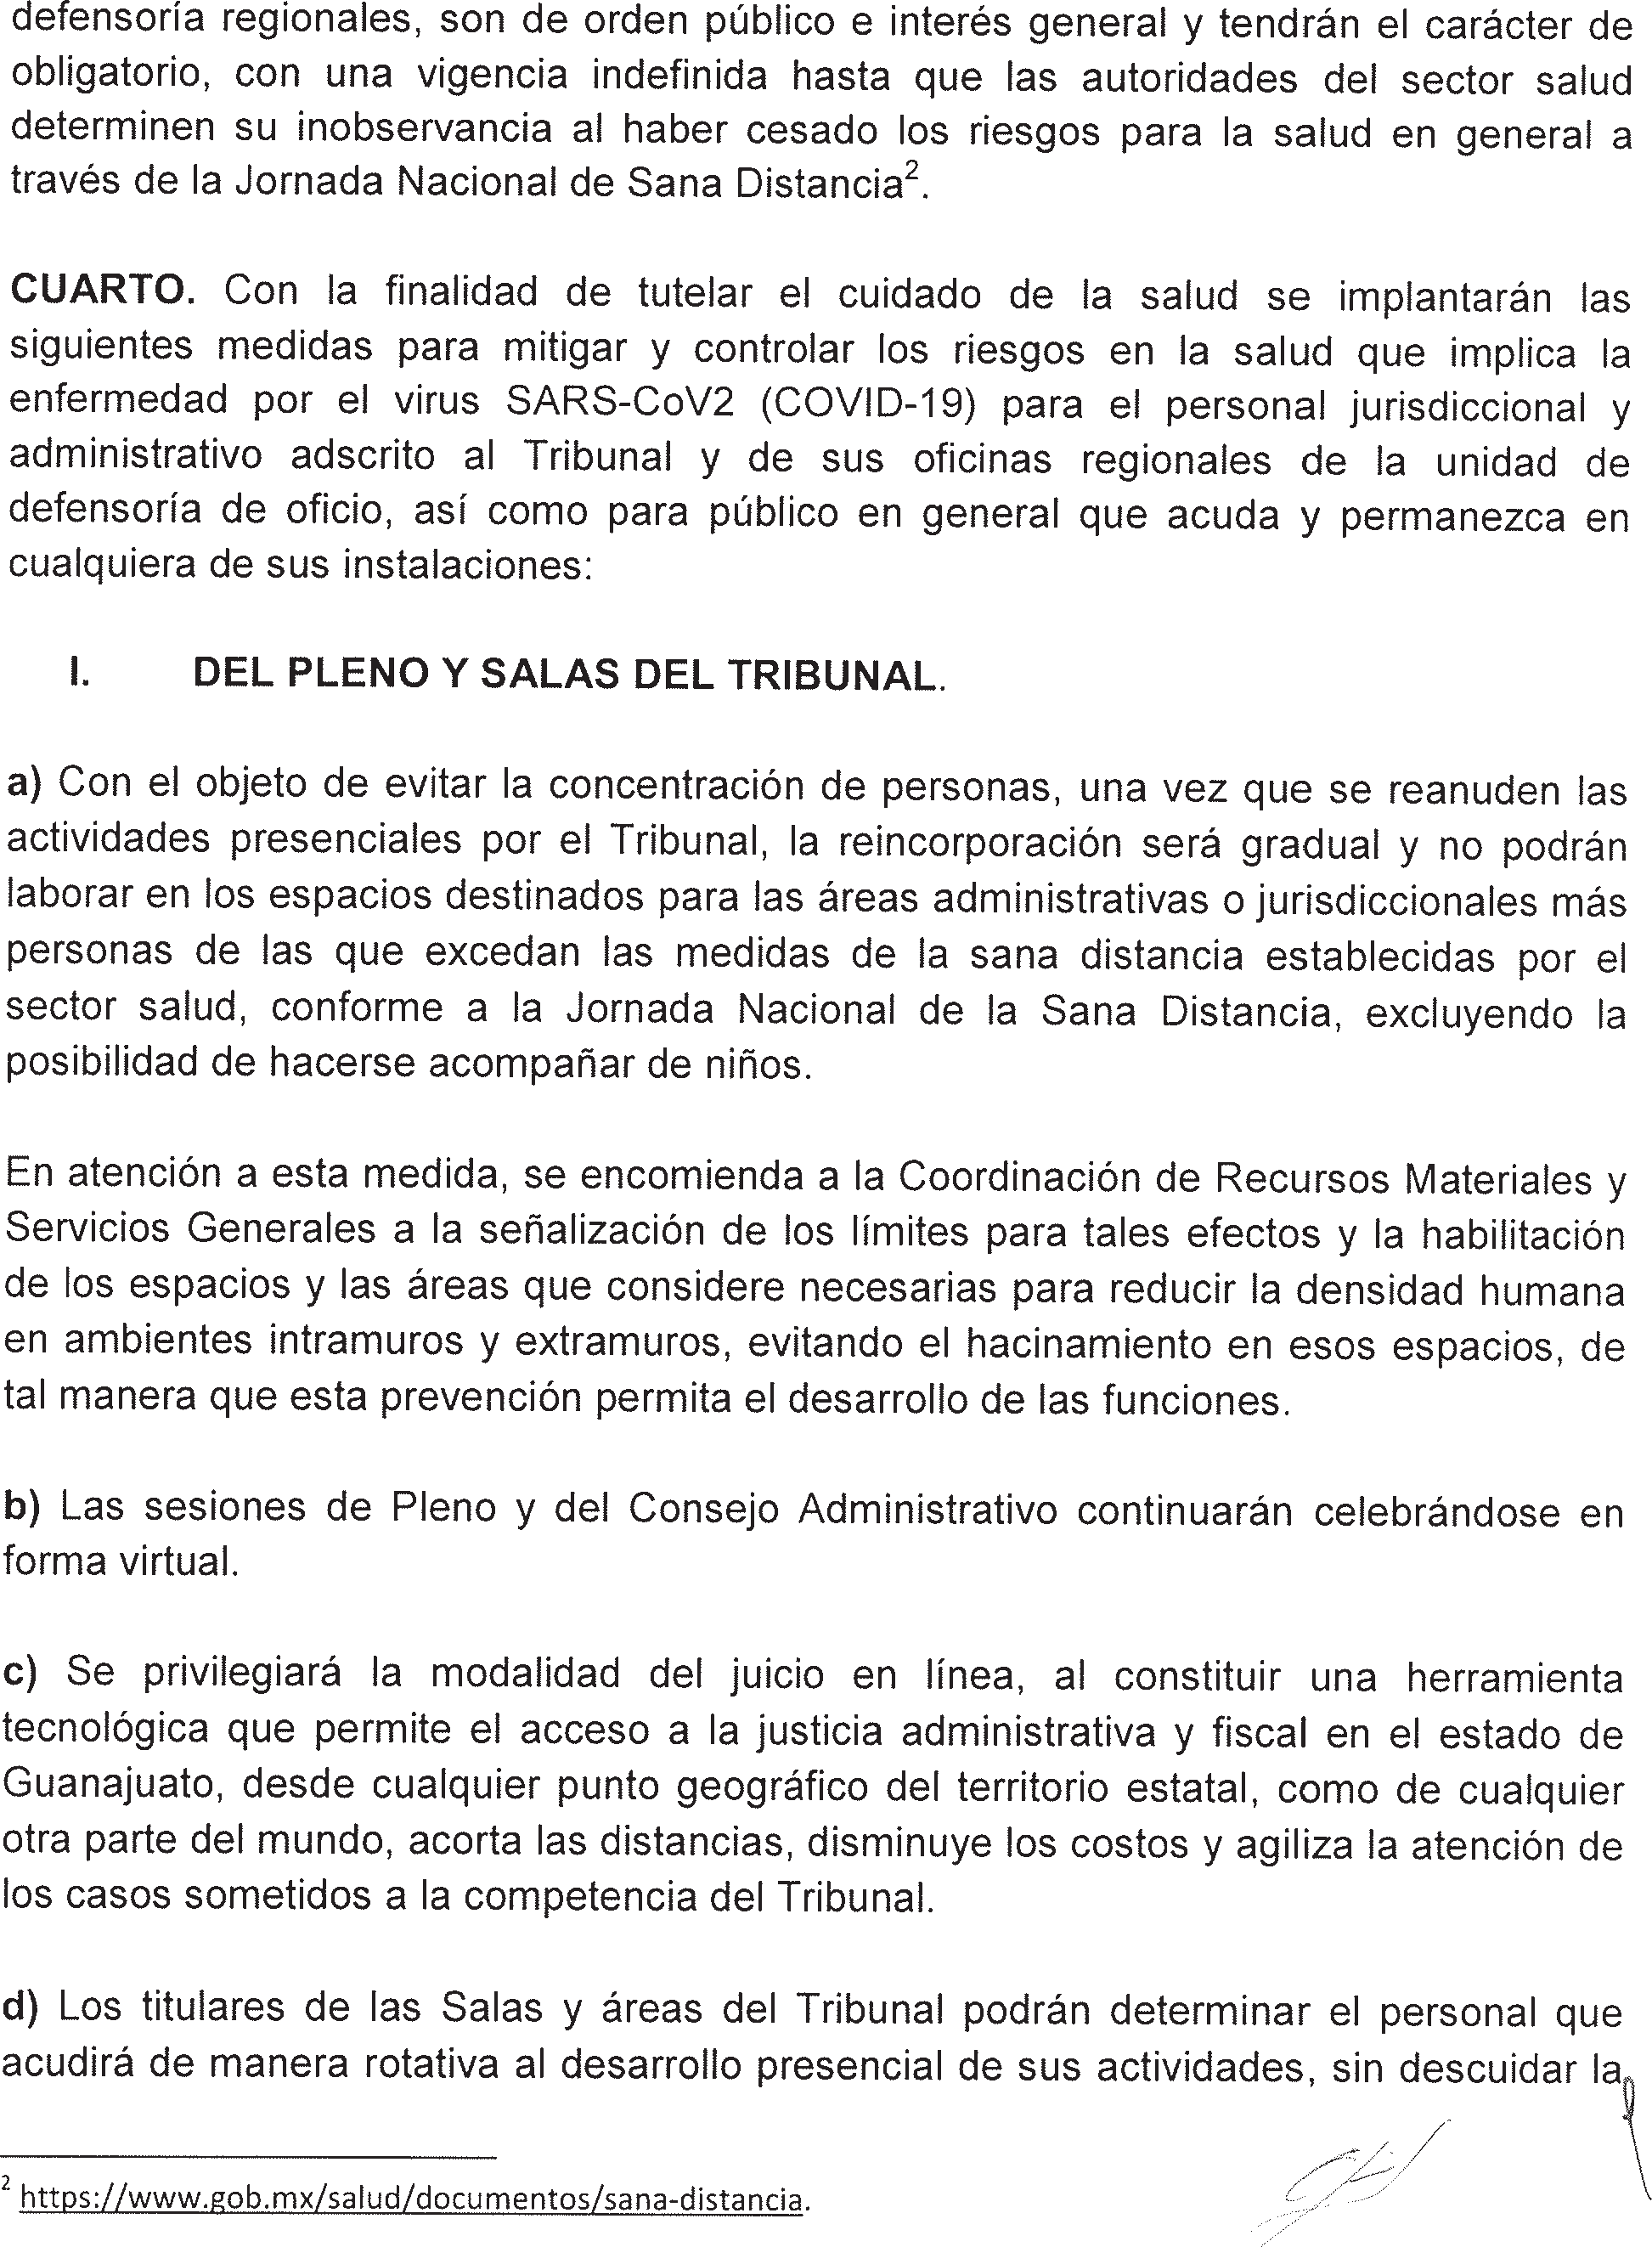 defensoría regionales, son de orden público e interés general y tendrán el carácter de
obligatorio, con una vigencia indefinida hasta que las autoridades del sector salud
determinen su inobservancia al haber cesado los riesgos para la salud en general a
través de la Jornada Nacional de Sana Distancia².
CUARTO. Con la finalidad de tutelar el cuidado de la salud se implantarán las
siguientes medidas para mitigar y controlar los riesgos en la salud que implica la
enfermedad por el virus SARS-CoV2 (COVID-19) para el personal jurisdiccional y
administrativo adscrito al Tribunal y de sus oficinas regionales de la unidad de
defensoría de oficio, así como para público en general que acuda y permanezca en
cualquiera de sus instalaciones:
I. DEL PLENO Y SALAS DEL TRIBUNAL.
a) Con el objeto de evitar la concentración de personas, una vez que se reanuden las
actividades presenciales por el Tribunal, la reincorporación será gradual y no podrán
laborar en los espacios destinados para las áreas administrativas o jurisdiccionales más
personas de las que excedan las medidas de la sana distancia establecidas por el
sector salud, conforme a la Jornada Nacional de la Sana Distancia, excluyendo la
posibilidad de hacerse acompañar de niños.
En atención a esta medida, se encomienda a la Coordinación de Recursos Materiales y
Servicios Generales a la señalización de los límites para tales efectos y la habilitación
de los espacios y las áreas que considere necesarias para reducir la densidad humana
en ambientes intramuros y extramuros, evitando el hacinamiento en esos espacios, de
tal manera que esta prevención permita el desarrollo de las funciones.
b) Las sesiones de Pleno y del Consejo Administrativo continuarán celebrándose en
forma virtual.
c) Se privilegiará la modalidad del juicio en línea, al constituir una herramienta
tecnológica que permite el acceso a la justicia administrativa y fiscal en el estado de
Guanajuato, desde cualquier punto geográfico del territorio estatal, como de cualquier
otra parte del mundo, acorta las distancias, disminuye los costos y agiliza la atención de
los casos sometidos a la competencia del Tribunal.
d) Los titulares de las Salas y áreas del Tribunal podrán determinar el personal que
acudirá de manera rotativa al desarrollo presencial de sus actividades, sin descuidar la
² https://www.gob.mx/salud/documentos/sana-distancia.